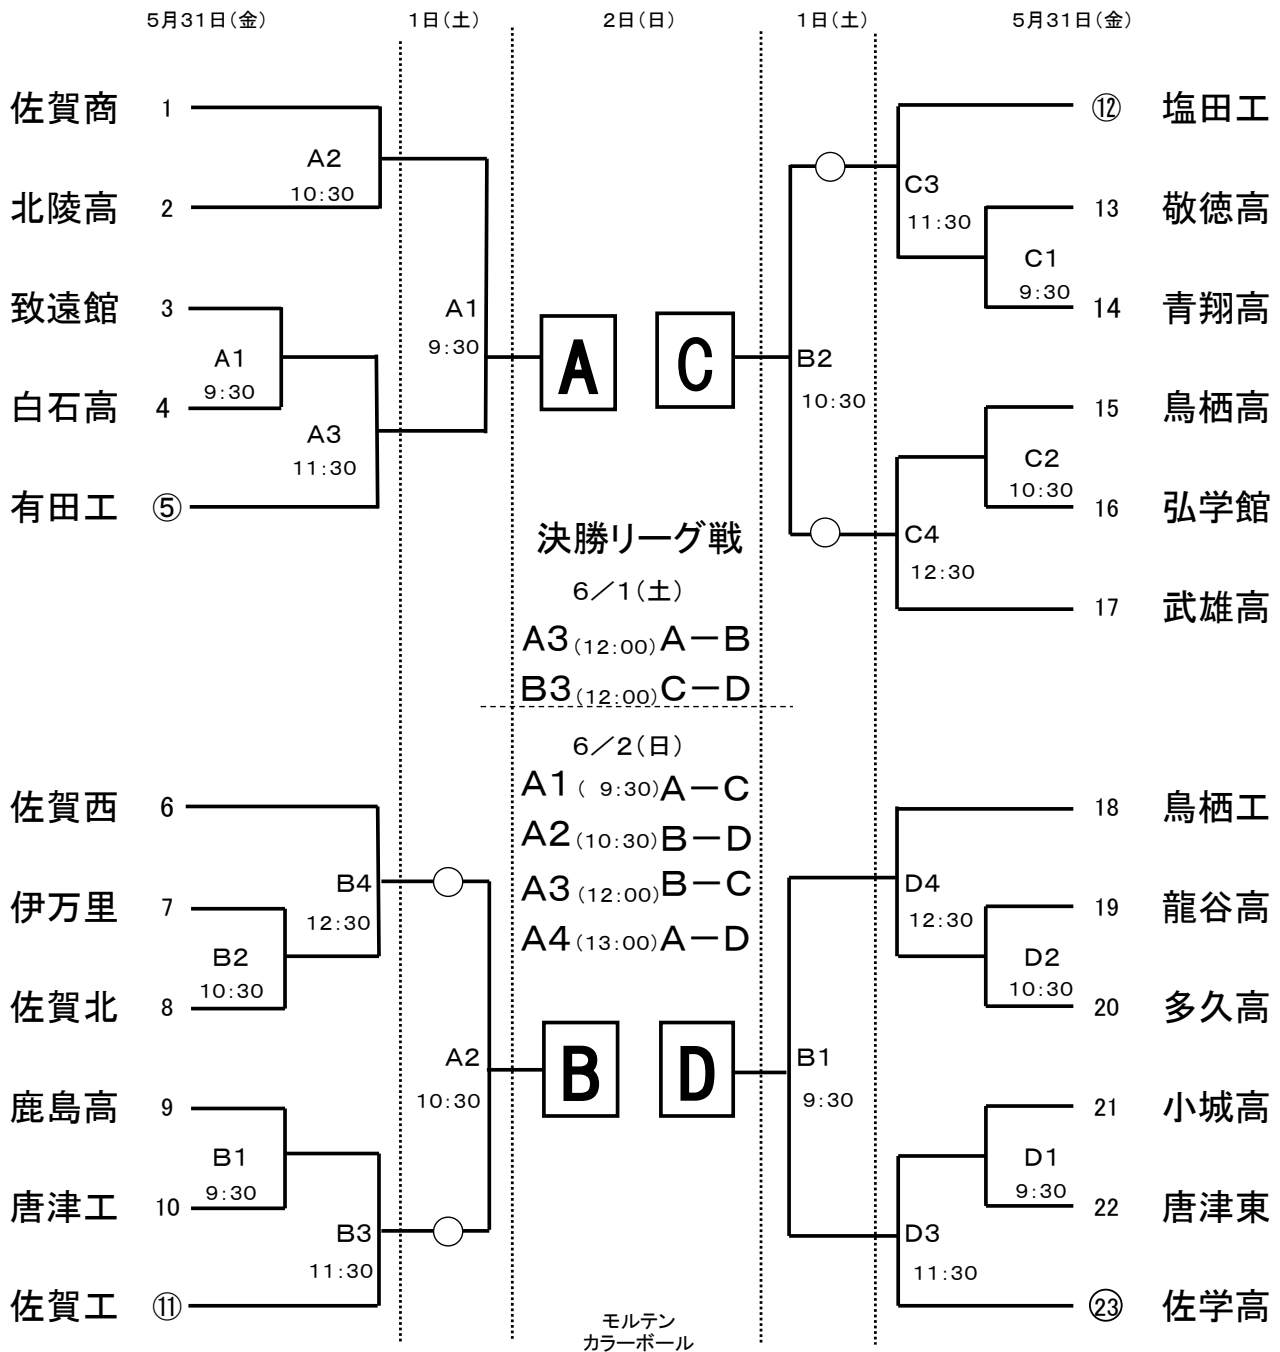 5月31日(金) 1日(土) 2日(日) 1日(土) 5月31日(金)
佐賀商 1
A2
10:30
北陵高 2
致遠館 3
A1
9:30
白石高 4
A3
11:30
有田工 ⑤
A1
9:30
A
佐賀西 6
B4
12:30
伊万里 7
B2
10:30
佐賀北 8
鹿島高 9
B1
9:30
唐津工 10
B3
11:30
佐賀工 ⑪
A2
10:30
B
決勝リーグ戦
6/1(土)
A3(12:00)A-B
B3(12:00)C-D
6/2(日)
A1( 9:30)A-C
A2(10:30)B-D
A3(12:00)B-C
A4(13:00)A-D
モルテン
カラーボール
C
B2
10:30
⑫ 塩田工
C3
11:30
13 敬徳高
C1
9:30
14 青翔高
15 鳥栖高
C2
10:30
16 弘学館
C4
12:30
17 武雄高
D
B1
9:30
18 鳥栖工
D4
12:30
19 龍谷高
D2
10:30
20 多久高
21 小城高
D1
9:30
22 唐津東
D3
11:30
㉓ 佐学高